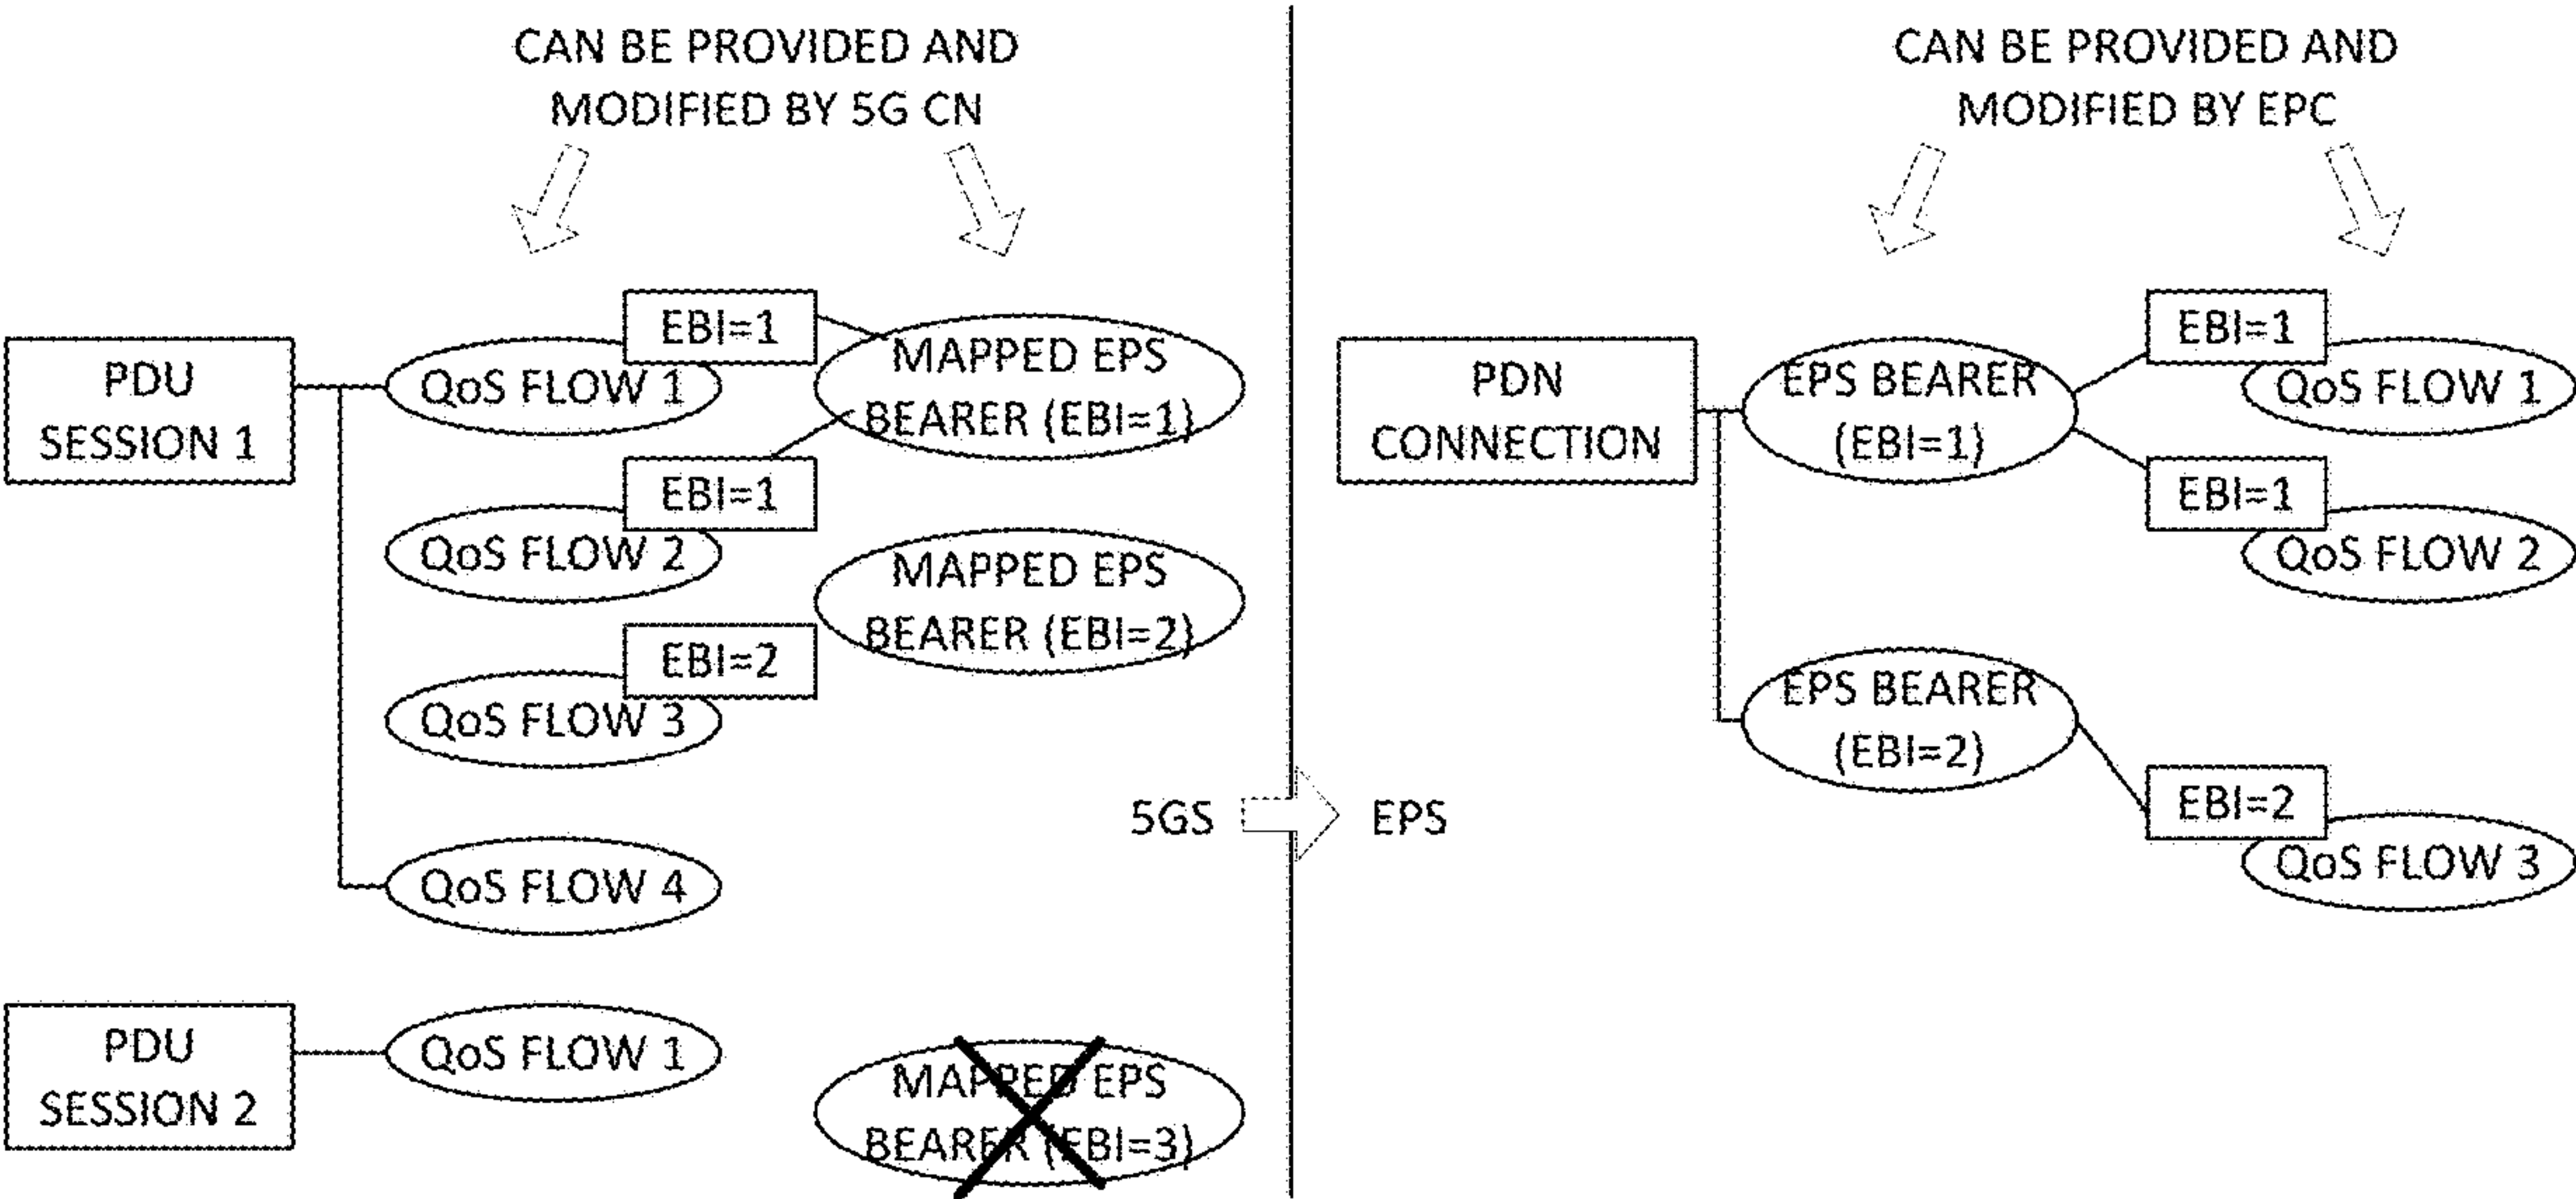 CAN BE PROVIDED AND
MODIFIED BY 5G CN
EBI=1
PDU
SESSION 1
QoS FLOW 1
MAPPED EPS
BEARER (EBI=1)
EBI=1
QoS FLOW 2
MAPPED EPS
BEARER (EBI=2)
EBI=2
QoS FLOW 3
QoS FLOW 4
PDU
SESSION 2
QoS FLOW 1
MAPPED EPS
BEARER (EBI=3)
5GS
EPS
CAN BE PROVIDED AND
MODIFIED BY EPC
PDN
CONNECTION
EPS BEARER
(EBI=1)
EBI=1
QoS FLOW 1
EBI=1
QoS FLOW 2
EPS BEARER
(EBI=2)
EBI=2
QoS FLOW 3